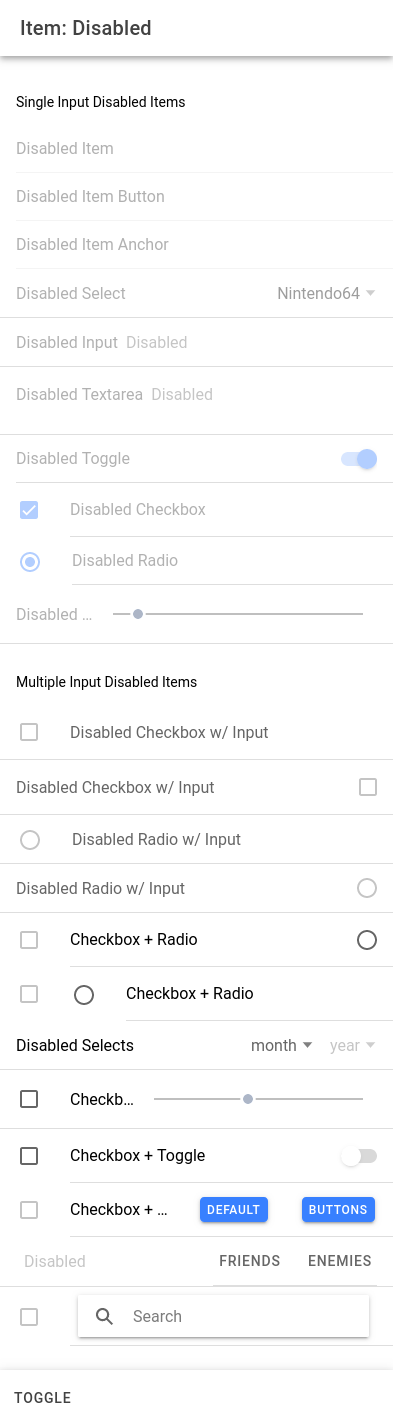 Item: Disabled
Single Input Disabled Items
Disabled Item
Disabled Item Button
Disabled Item Anchor
Disabled Select Nintendo64
Disabled Input Disabled
Disabled Textarea Disabled
Disabled Toggle
Disabled Checkbox
Disabled Radio
Disabled ...
Multiple Input Disabled Items
Disabled Checkbox w/ Input
Disabled Checkbox w/ Input
Disabled Radio w/ Input
Disabled Radio w/ Input
Checkbox + Radio
Checkbox + Radio
Disabled Selects month year
Checkb...
Checkbox + Toggle
Checkbox + ... DEFAULT BUTTONS
Disabled FRIENDS ENEMIES
Search
TOGGLE